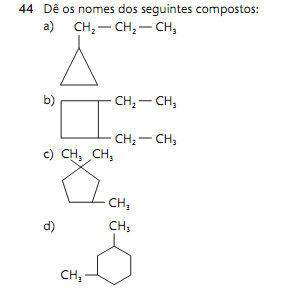 44 Dê os nomes dos seguintes compostos:
a) CH₂—CH₂—CH₃
b) CH₂—CH₃
CH₂—CH₃
c) CH₃ CH₃
CH₃
d) CH₃
CH₃